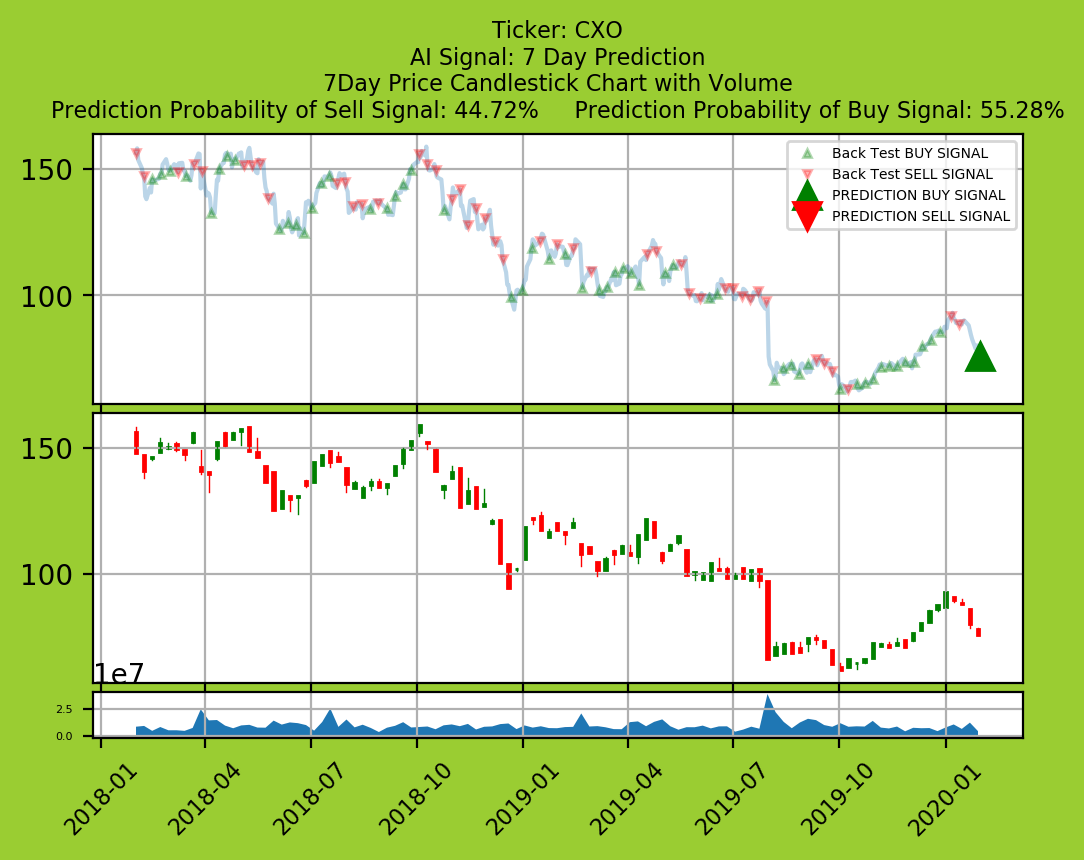 Ticker: CXO
AI Signal: 7 Day Prediction
7Day Price Candlestick Chart with Volume
Prediction Probability of Sell Signal: 44.72%    Prediction Probability of Buy Signal: 55.28%
150
100
Back Test BUY SIGNAL
Back Test SELL SIGNAL
PREDICTION BUY SIGNAL
PREDICTION SELL SIGNAL
150
100
1e7
2.5
0.0
2018-01 2018-04 2018-07 2018-10 2019-01 2019-04 2019-07 2019-10 2020-01